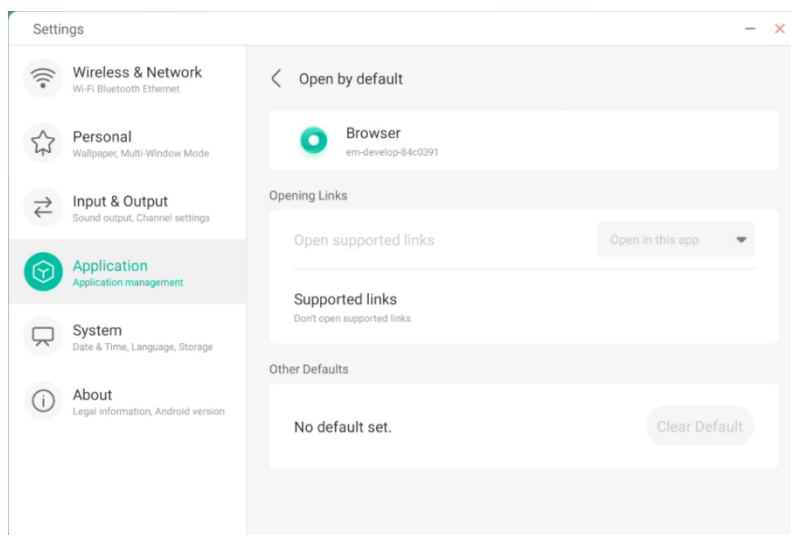 Settings
Wireless & Network
Wi-Fi Bluetooth Ethernet
Personal
Wallpaper, Multi-Window Mode
Input & Output
Sound output, Channel settings
Application
Application management
System
Date & Time, Language, Storage
About
Legal information, Android version
Open by default
Browser
em-develop-84c0391
Opening Links
Open supported links
Open in this app
Supported links
Don't open supported links
Other Defaults
No default set.
Clear Default